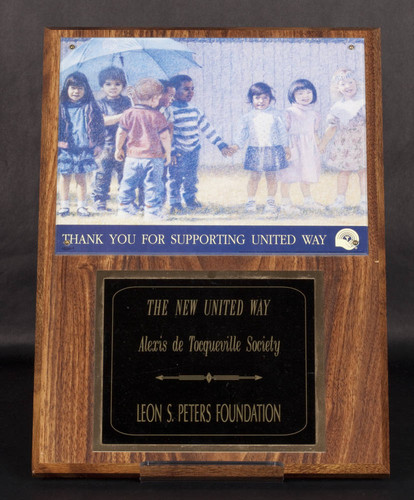 THANK YOU FOR SUPPORTING UNITED WAY
THE NEW UNITED WAY
Alexis de Tocqueville Society
LEON S. PETERS FOUNDATION